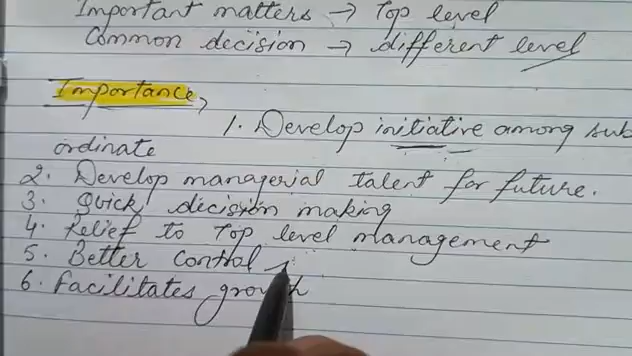 Important matters → Top level
Common decision → different level
Importance,
1. Develop initiative among sub
ordinate
2. Develop managerial talent for future.
3. Quick decision making
4. Relief to Top level management
5. Better control
6. Facilitates growth